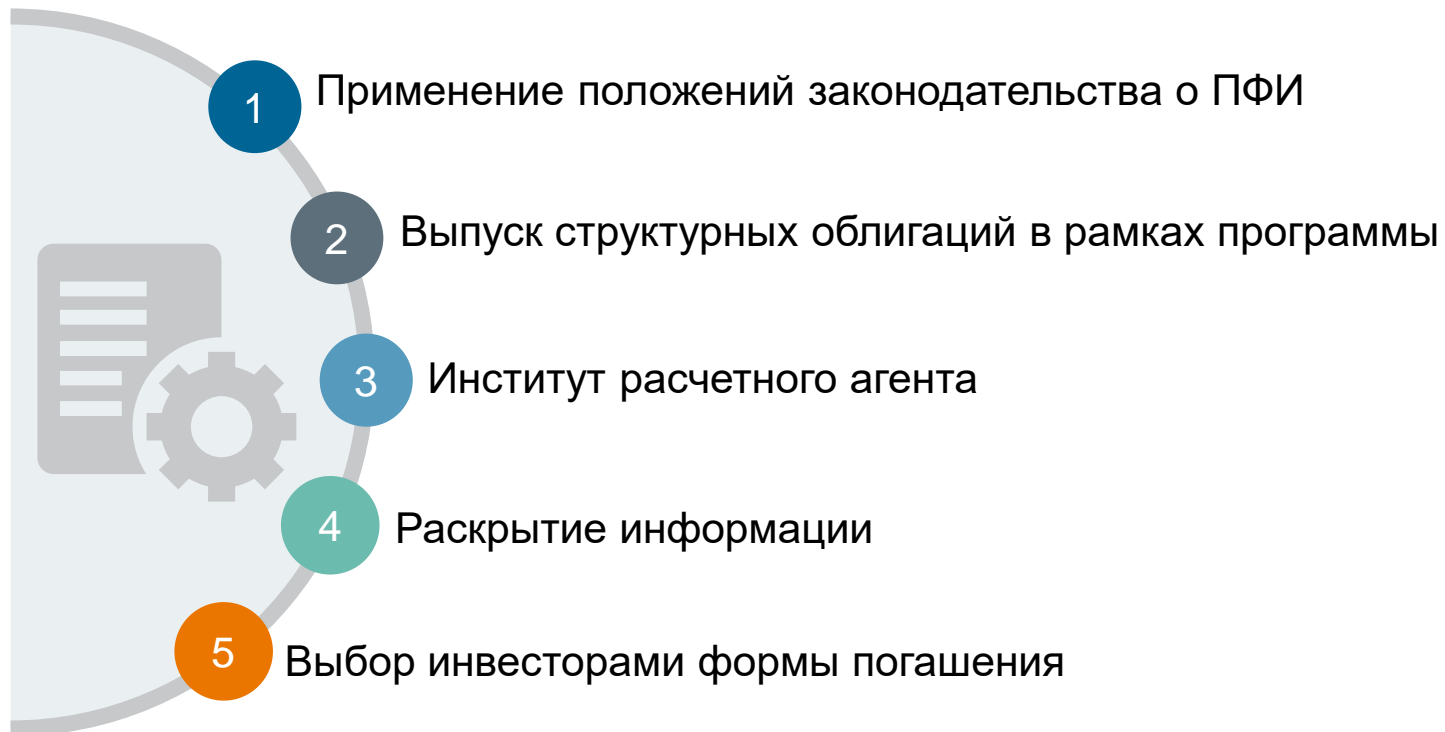 1 Применение положений законодательства о ПФИ
2 Выпуск структурных облигаций в рамках программы
3 Институт расчетного агента
4 Раскрытие информации
5 Выбор инвесторами формы погашения